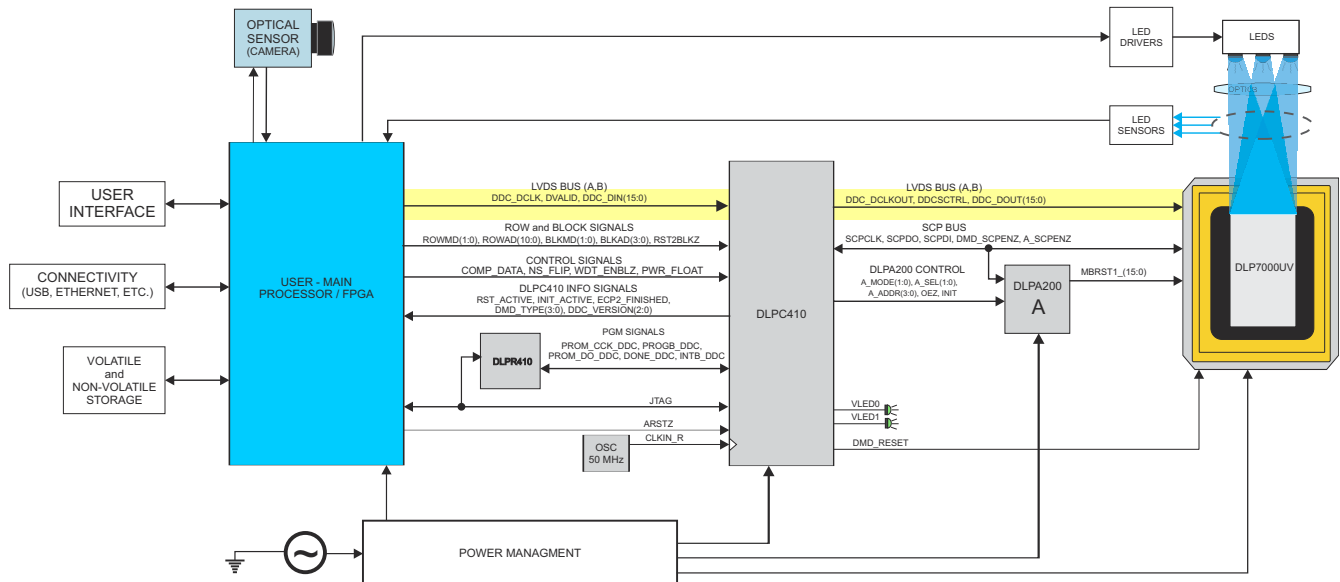 OPTICAL
SENSOR
(CAMERA)
LED
DRIVERS
LEDS
OPTICS
LED
SENSORS
USER
INTERFACE
CONNECTIVITY
(USB, ETHERNET, ETC.)
VOLATILE
and
NON-VOLATILE
STORAGE
USER - MAIN
PROCESSOR / FPGA
LVDS BUS (A,B)
DDC_DCLK, DVALID, DDC_DIN(15:0)
ROW and BLOCK SIGNALS
ROWMD(1:0), ROWAD(10:0), BLKMD(1:0), BLKAD(3:0), RST2BLKZ
CONTROL SIGNALS
COMP_DATA, NS_FLIP, WDT_ENBLZ, PWR_FLOAT
DLPC410 INFO SIGNALS
RST_ACTIVE, INIT_ACTIVE, ECP2_FINISHED,
DMD_TYPE(3:0), DDC_VERSION(2:0)
PGM SIGNALS
PROM_CCK_DDC, PROGB_DDC,
PROM_DO_DDC, DONE_DDC, INTB_DDC
DLPR410
JTAG
ARSTZ
CLKIN_R
OSC
50 MHz
DLPC410
LVDS BUS (A,B)
DDC_DCLKOUT, DDCSCTRL, DDC_DOUT(15:0)
SCP BUS
SCPCLK, SCPDO, SCPDI, DMD_SCPENZ, A_SCPENZ
DLPA200 CONTROL
A_MODE(1:0), A_SEL(1:0),
A_ADDR(3:0), OEZ, INIT
DLPA200
A
MBRST1_(15:0)
DLP7000UV
VLED0
VLED1
DMD_RESET
~
POWER MANAGMENT